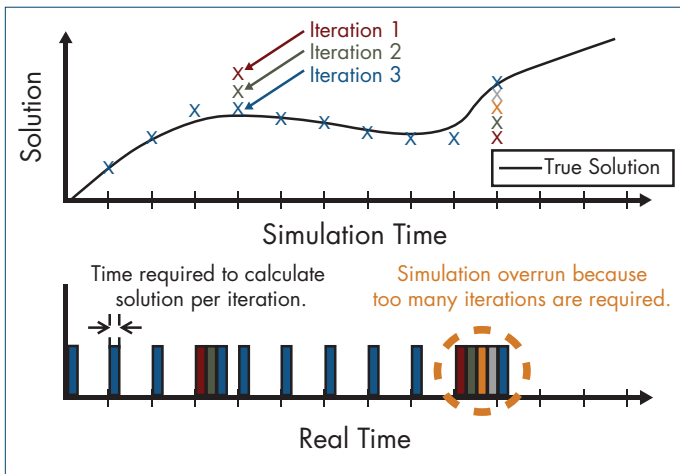 Iteration 1
Iteration 2
Iteration 3
Solution
True Solution
Simulation Time
Time required to calculate
solution per iteration.
Simulation overrun because
too many iterations are required.
Real Time